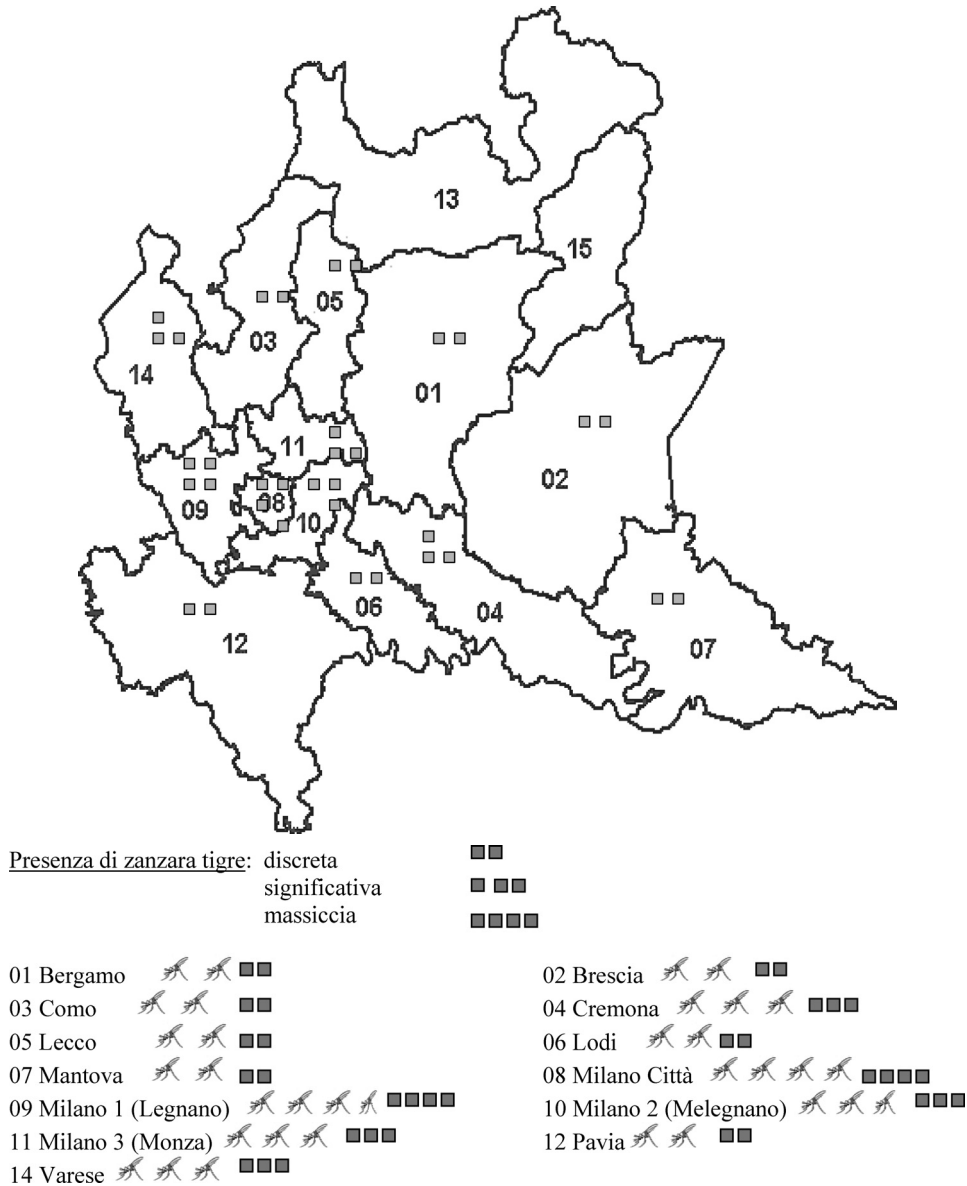 13
15
05
03
14
01
11
02
09
08
10
06
04
12
07
Presenza di zanzara tigre: discreta
significativa
massiccia
01 Bergamo
02 Brescia
03 Como
04 Cremona
05 Lecco
06 Lodi
07 Mantova
08 Milano Città
09 Milano 1 (Legnano)
10 Milano 2 (Melegnano)
11 Milano 3 (Monza)
12 Pavia
14 Varese